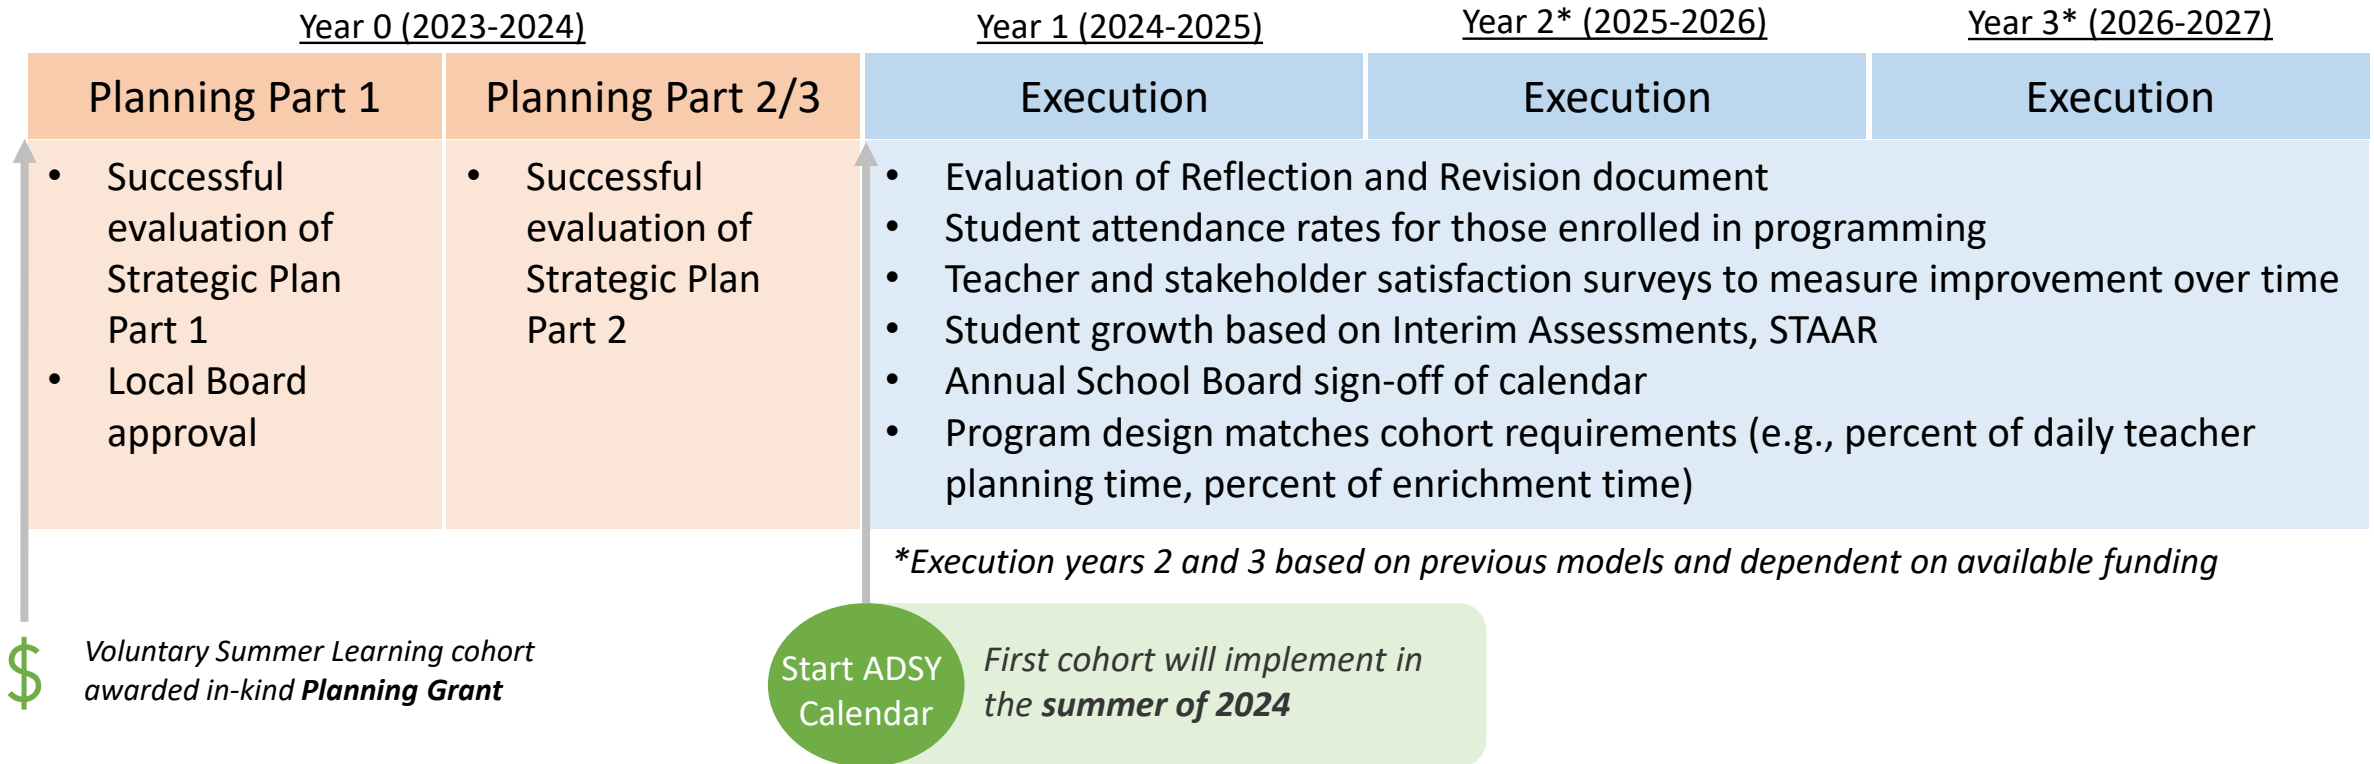 Year 0 (2023-2024)
Year 1 (2024-2025)
Year 2* (2025-2026)
Year 3* (2026-2027)
Planning Part 1
Planning Part 2/3
Execution
Execution
Execution
• Successful
evaluation of
Strategic Plan
Part 1
• Local Board
approval
• Successful
evaluation of
Strategic Plan
Part 2
• Evaluation of Reflection and Revision document
• Student attendance rates for those enrolled in programming
• Teacher and stakeholder satisfaction surveys to measure improvement over time
• Student growth based on Interim Assessments, STAAR
• Annual School Board sign-off of calendar
• Program design matches cohort requirements (e.g., percent of daily teacher
planning time, percent of enrichment time)
*Execution years 2 and 3 based on previous models and dependent on available funding
$
Voluntary Summer Learning cohort
awarded in-kind Planning Grant
Start ADSY
Calendar
First cohort will implement in
the summer of 2024